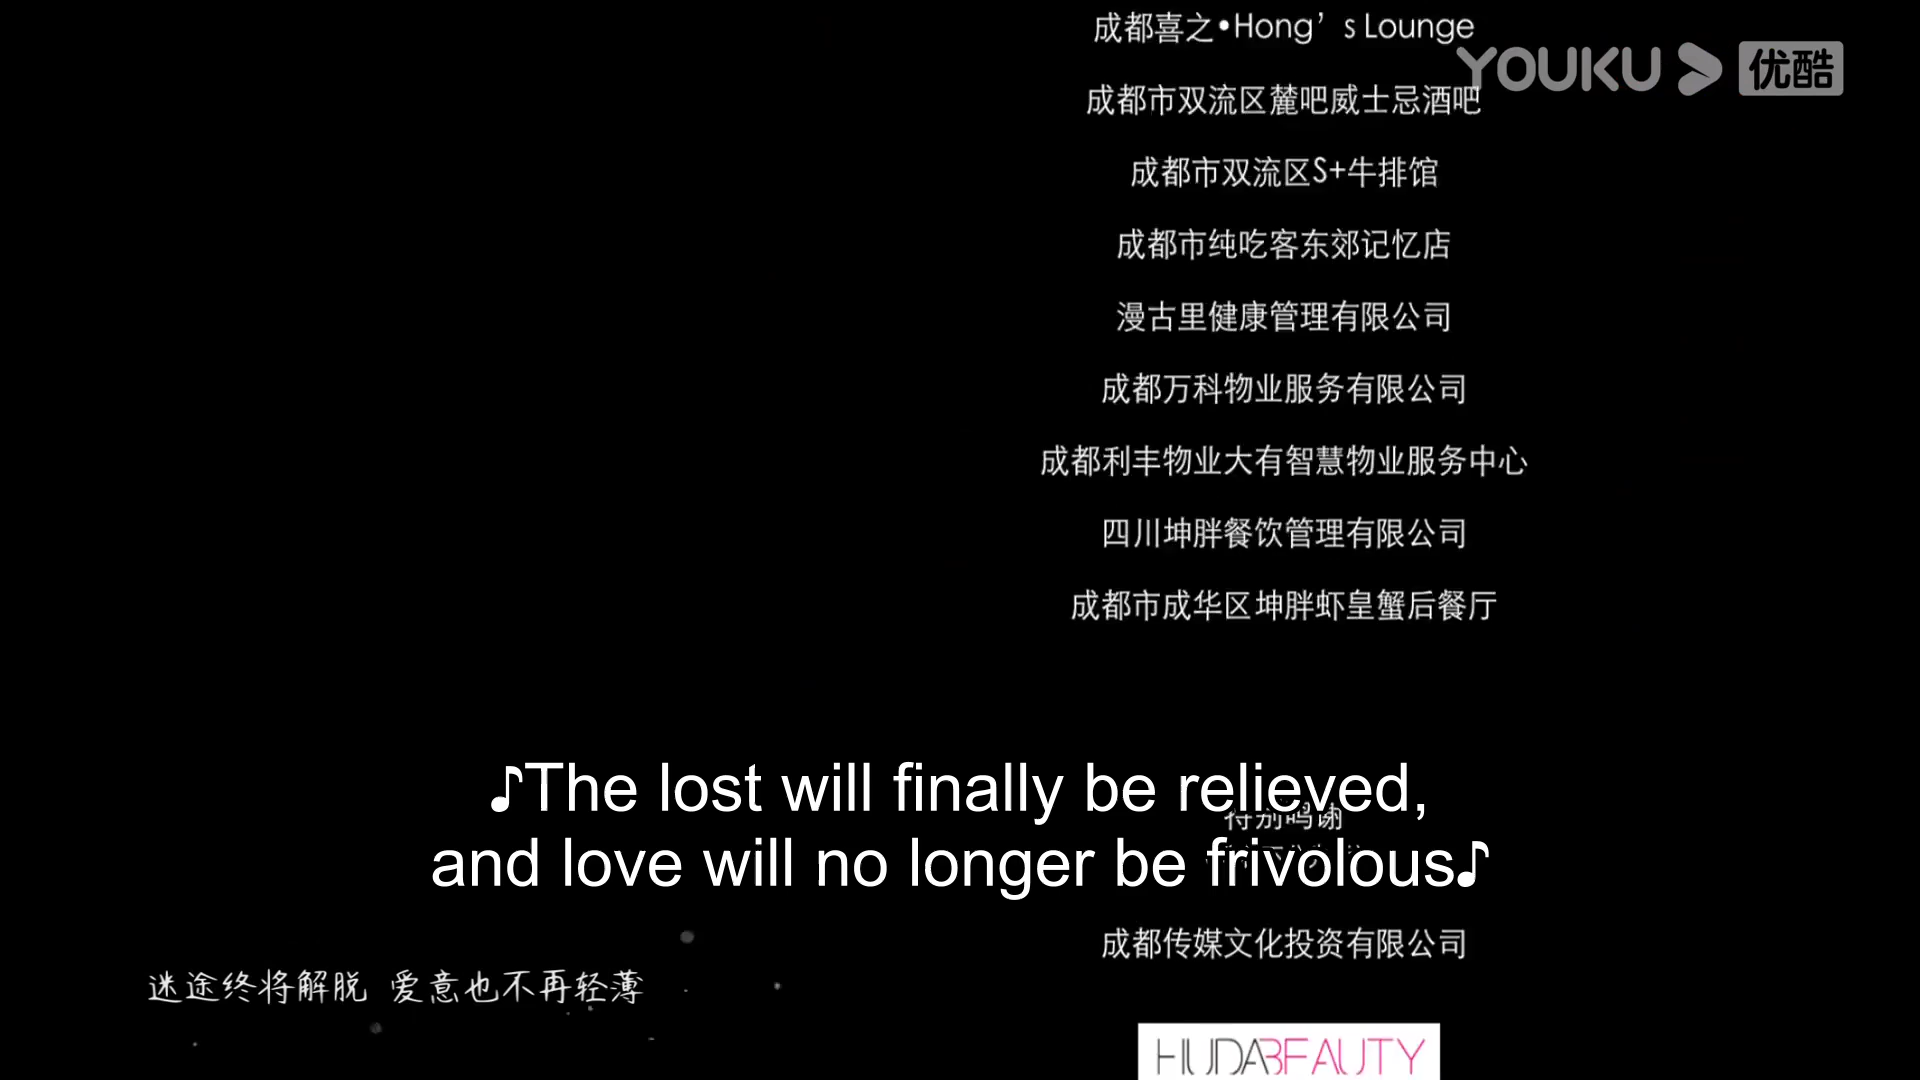 成都喜之•Hong’s Lounge
YOUKU 优酷
成都市双流区麓吧威士忌酒吧
成都市双流区S+牛排馆
成都市纯吃客东郊记忆店
漫古里健康管理有限公司
成都万科物业服务有限公司
成都利丰物业大有智慧物业服务中心
四川坤胖餐饮管理有限公司
成都市成华区坤胖虾皇蟹后餐厅
♪The lost will finally be relieved,
特别鸣谢
and love will no longer be frivolous♪
成都传媒文化投资有限公司
迷途终将解脱 爱意也不再轻薄
HUDABEAUTY